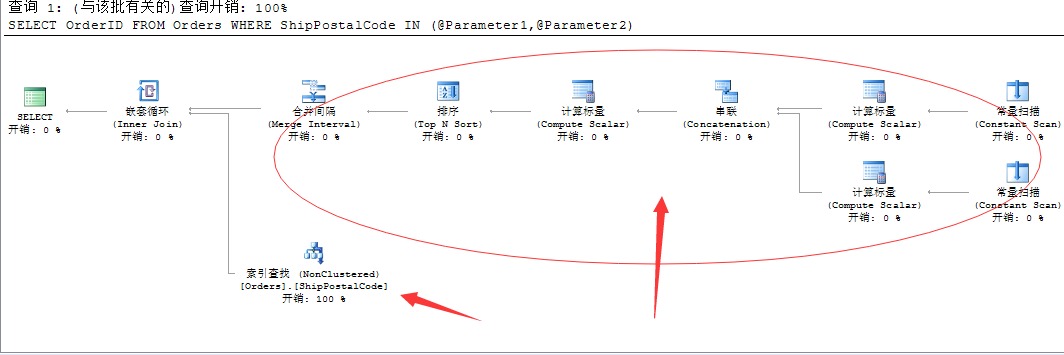 查询 1: (与该批有关的)查询开销: 100%
SELECT OrderID FROM Orders WHERE ShipPostalCode IN (@Parameter1,@Parameter2)
SELECT
开销: 0 %
嵌套循环
(Inner Join)
开销: 0 %
合并间隔
(Merge Interval)
开销: 0 %
排序
(Top N Sort)
开销: 0 %
计算标量
(Compute Scalar)
开销: 0 %
串联
(Concatenation)
开销: 0 %
计算标量
(Compute Scalar)
开销: 0 %
常量扫描
(Constant Scan)
开销: 0 %
计算标量
(Compute Scalar)
开销: 0 %
常量扫描
(Constant Scan)
开销: 0 %
索引查找 (NonClustered)
[Orders].[ShipPostalCode]
开销: 100 %